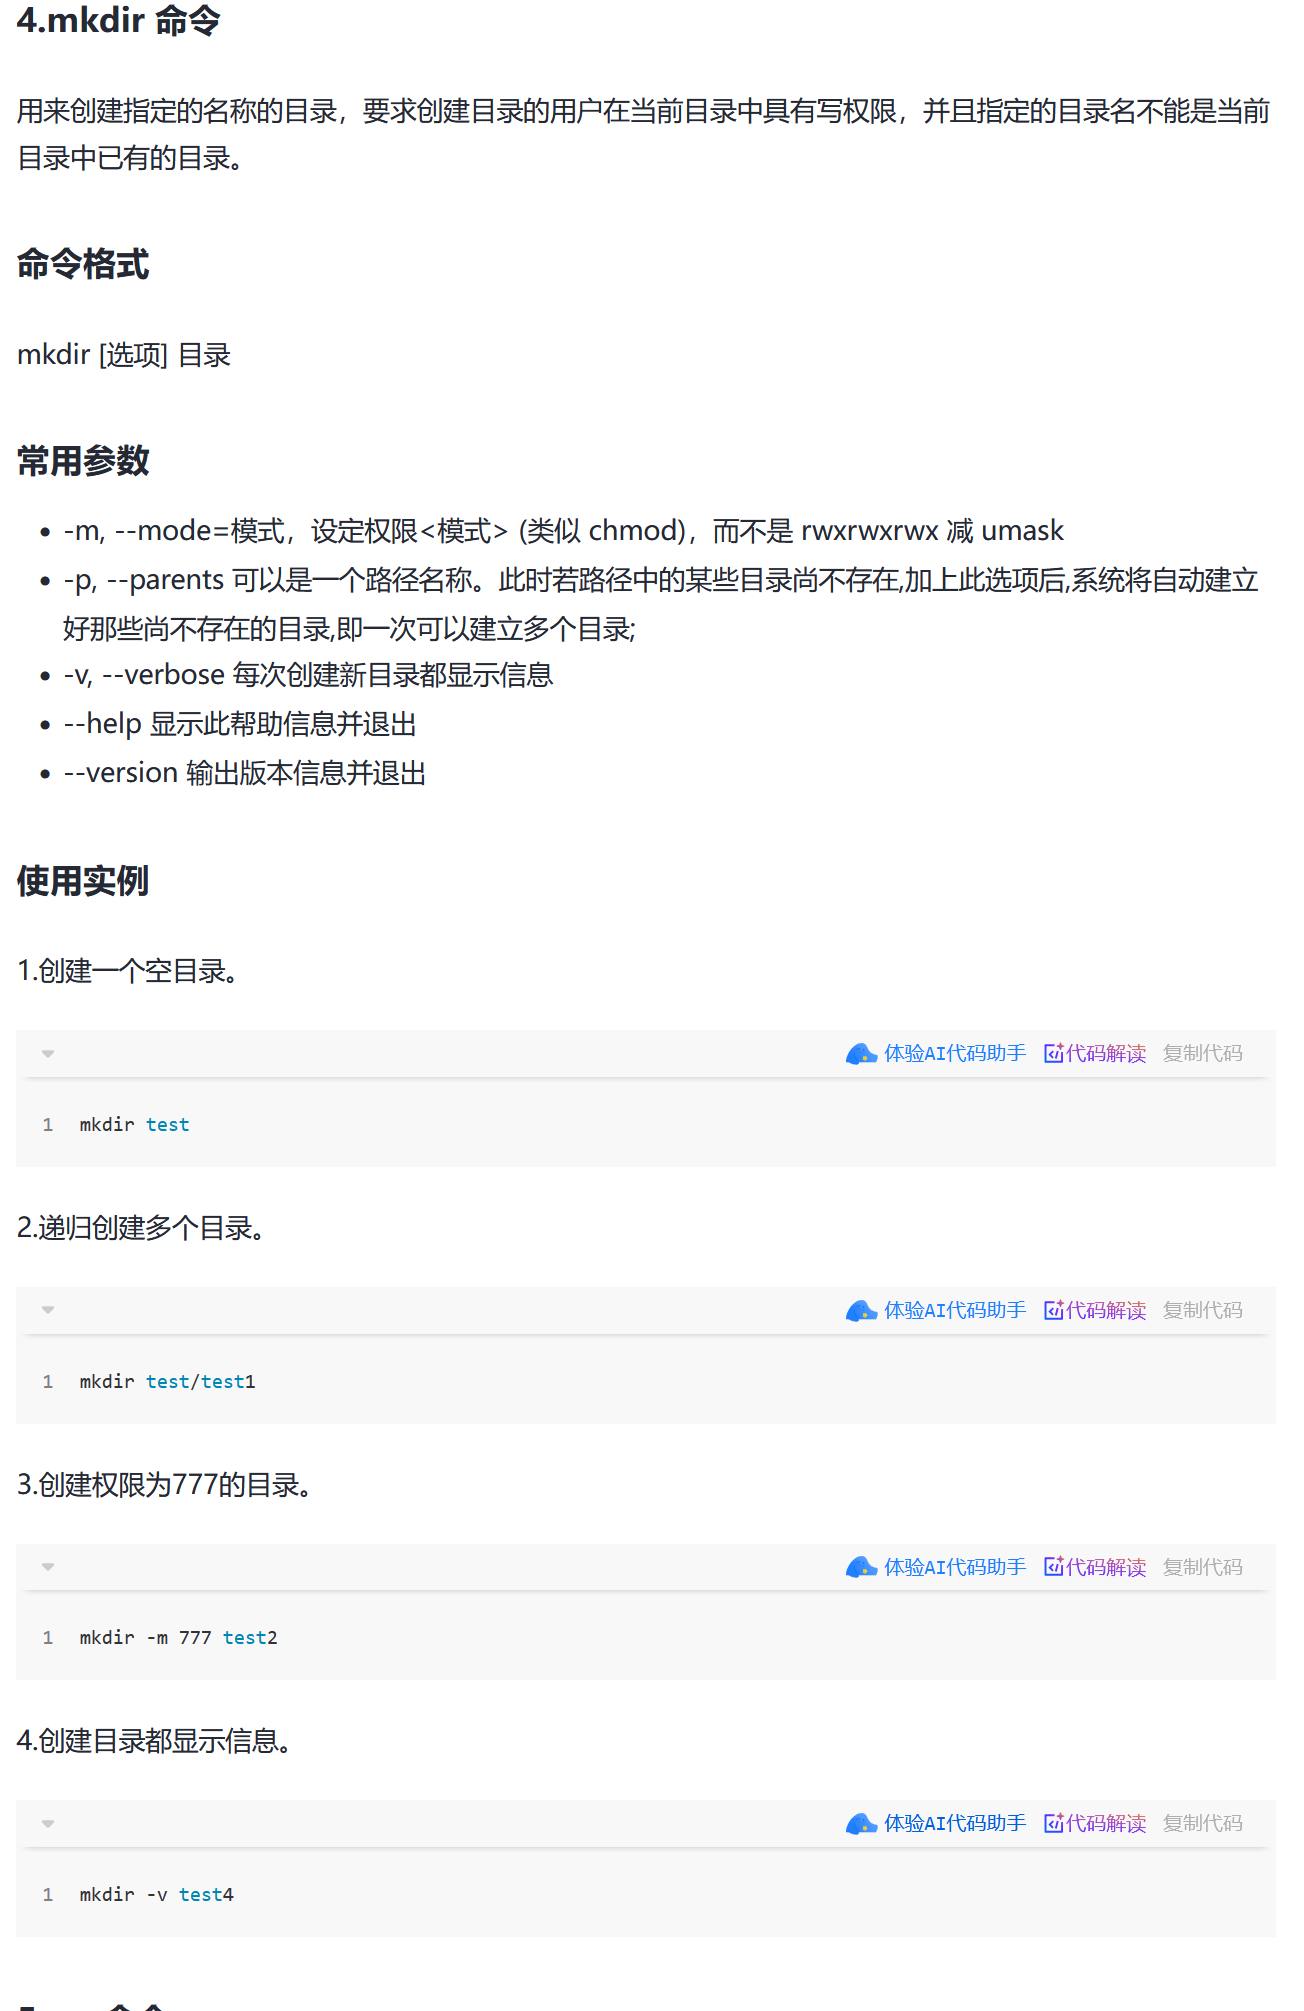 4.mkdir 命令
用来创建指定的名称的目录，要求创建目录的用户在当前目录中具有写权限，并且指定的目录名不能是当前
目录中已有的目录。
命令格式
mkdir [选项] 目录
常用参数
-m, --mode=模式，设定权限<模式> (类似 chmod)，而不是 rwxrwxrwx 减 umask
-p, --parents 可以是一个路径名称。此时若路径中的某些目录尚不存在,加上此选项后,系统将自动建立
好那些尚不存在的目录,即一次可以建立多个目录;
-v, --verbose 每次创建新目录都显示信息
--help 显示此帮助信息并退出
--version 输出版本信息并退出
使用实例
1.创建一个空目录。
体验AI代码助手 代码解读 复制代码
1 mkdir test
2.递归创建多个目录。
体验AI代码助手 代码解读 复制代码
1 mkdir test/test1
3.创建权限为777的目录。
体验AI代码助手 代码解读 复制代码
1 mkdir -m 777 test2
4.创建目录都显示信息。
体验AI代码助手 代码解读 复制代码
1 mkdir -v test4